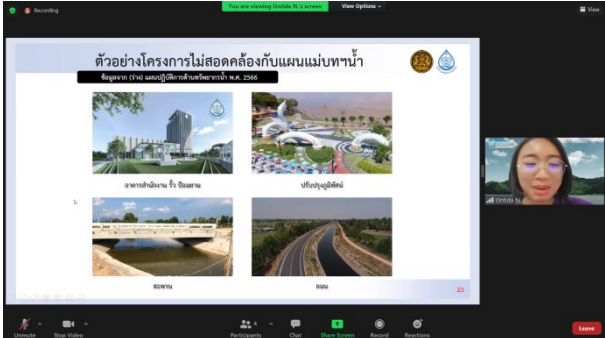 Recording
You are viewing Ontida N.'s screen
View Options
View
ตัวอย่างโครงการไม่สอดคล้องกับแผนแม่บทฯน้ำ
ข้อมูลจาก (ร่าง) แผนปฏิบัติการด้านทรัพยากรน้ำ พ.ศ. 2566
อาคารสำนักงาน รั้ว ป้อมยาม
ปรับปรุงภูมิทัศน์
สะพาน
ถนน
23
Ontida N.
Unmute
Stop Video
Participants
4
Chat
Share Screen
Record
Reactions
Leave